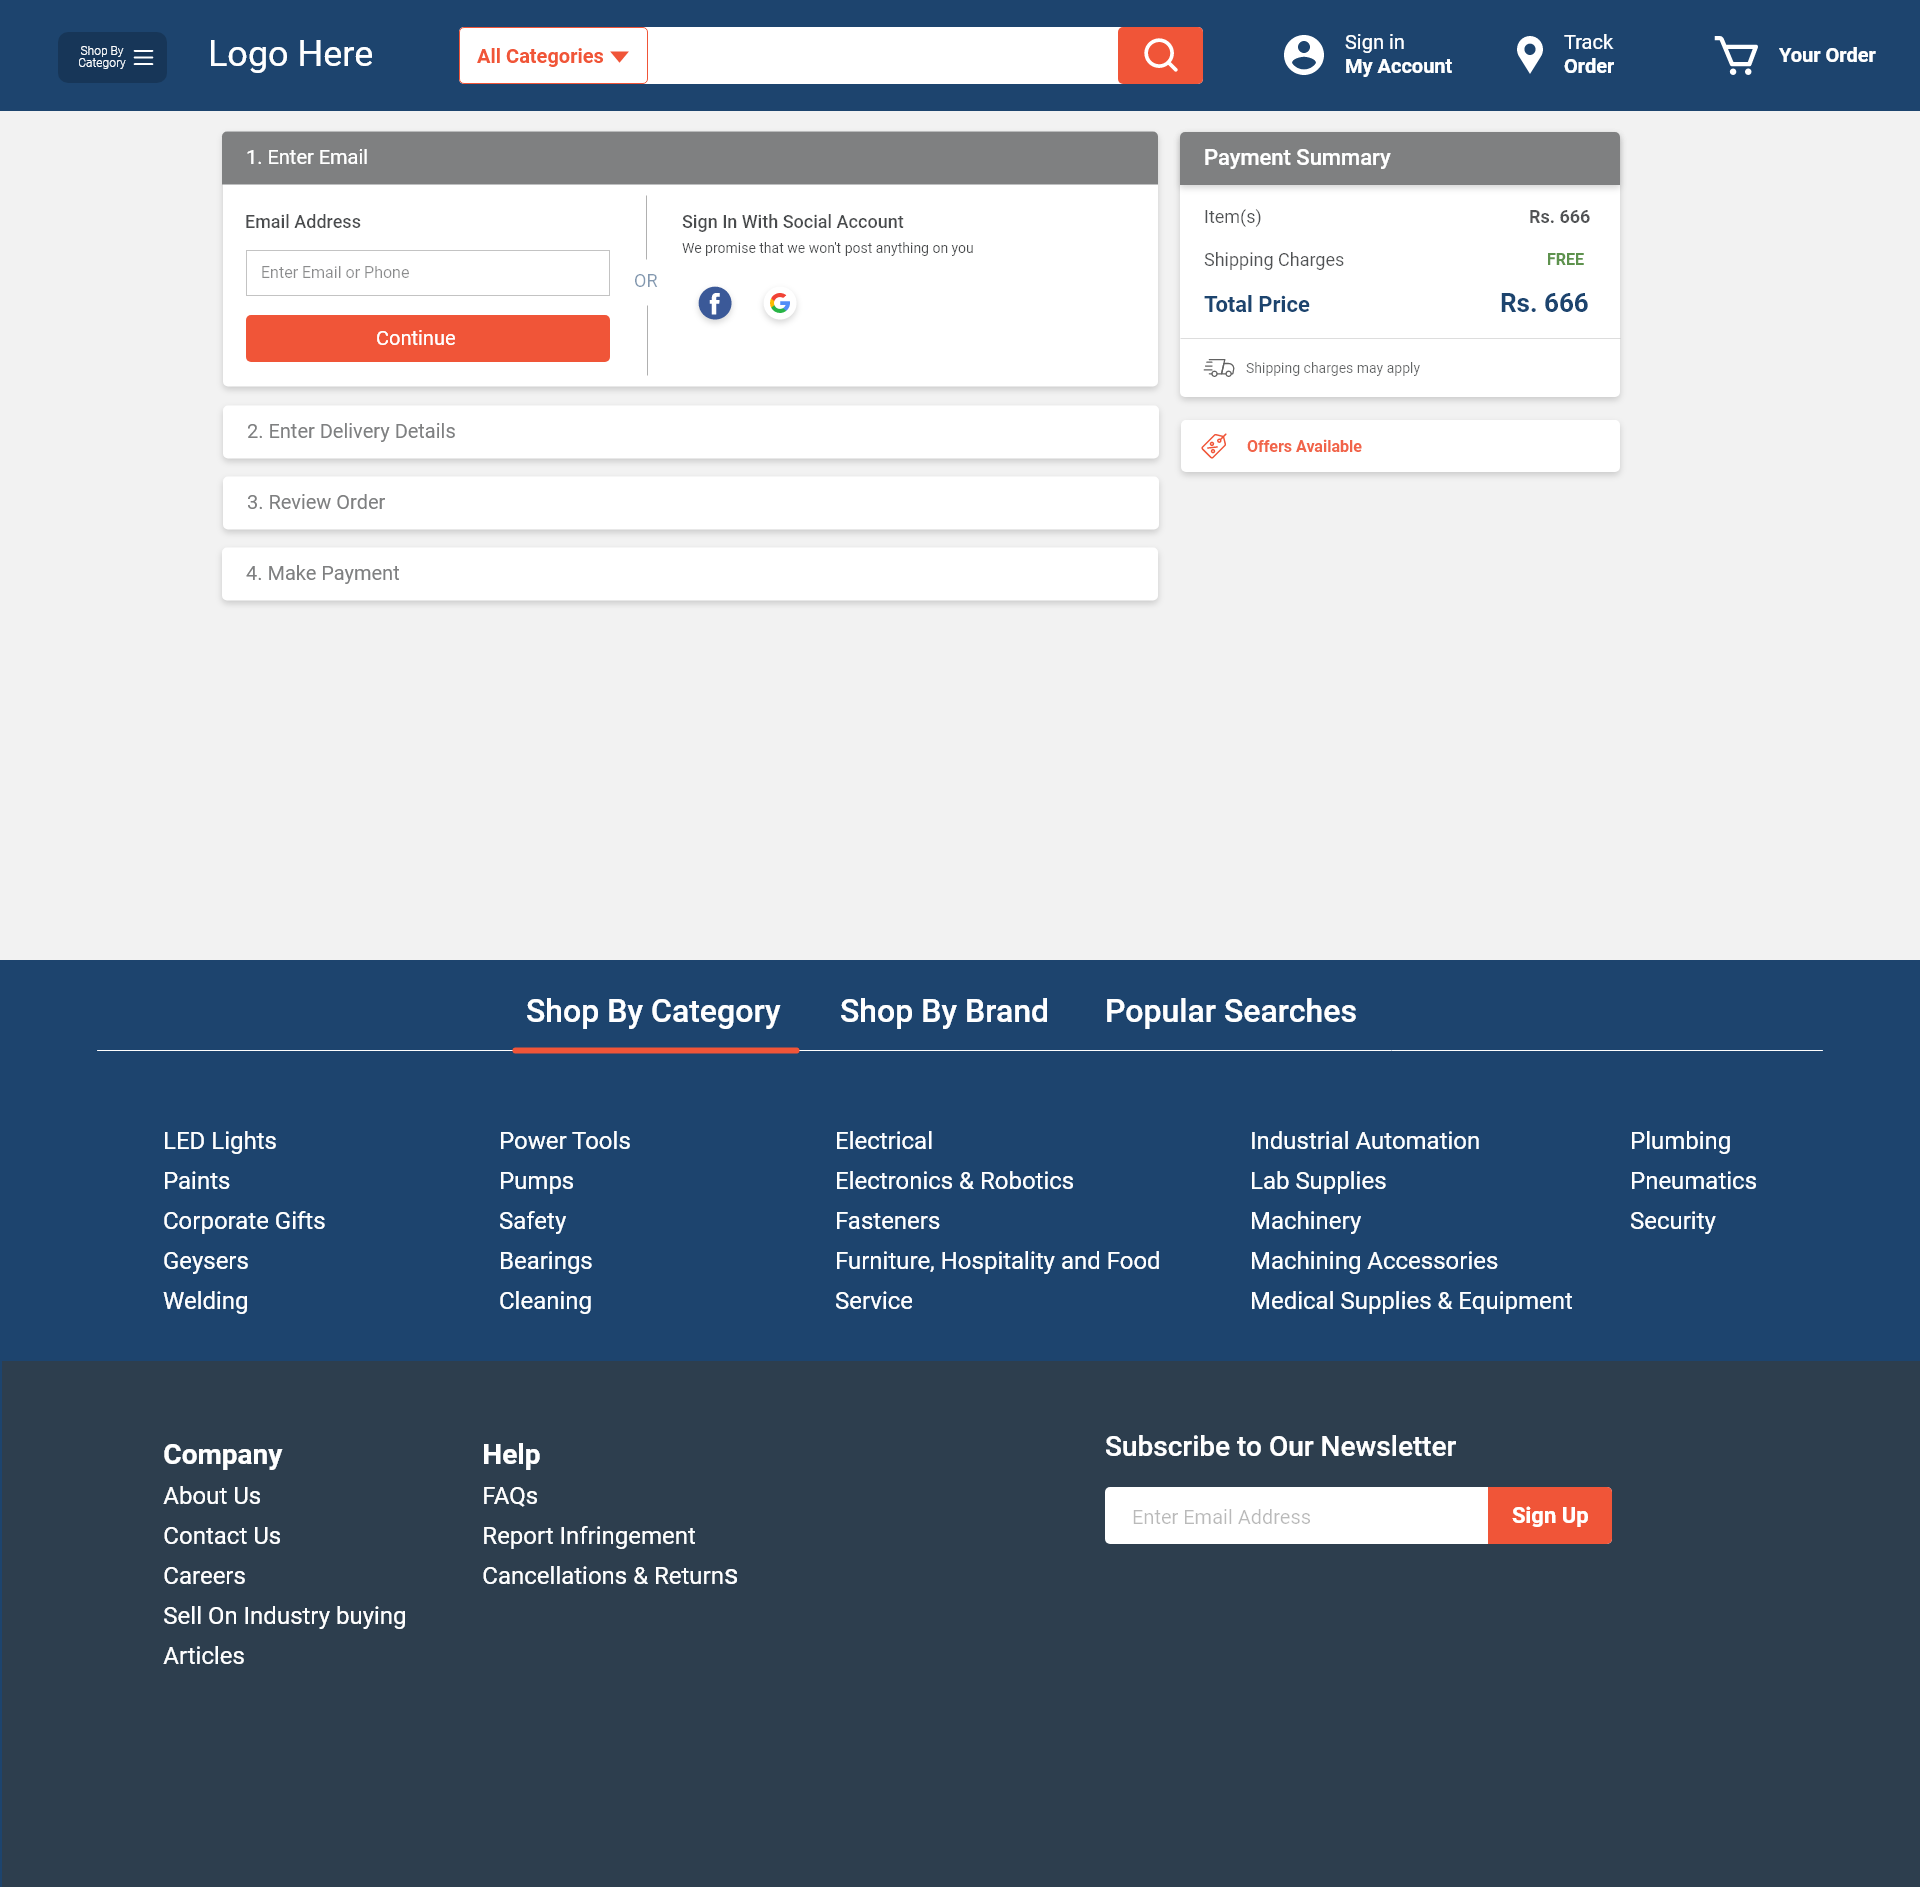 Shop By
Category
Logo Here
All Categories
Sign in
My Account
Track
Order
Your Order
1. Enter Email
Email Address
Enter Email or Phone
Continue
OR
Sign In With Social Account
We promise that we won't post anything on you
2. Enter Delivery Details
3. Review Order
4. Make Payment
Payment Summary
Item(s) Rs. 666
Shipping Charges FREE
Total Price Rs. 666
Shipping charges may apply
Offers Available
Shop By Category Shop By Brand Popular Searches
LED Lights
Paints
Corporate Gifts
Geysers
Welding
Power Tools
Pumps
Safety
Bearings
Cleaning
Electrical
Electronics & Robotics
Fasteners
Furniture, Hospitality and Food
Service
Industrial Automation
Lab Supplies
Machinery
Machining Accessories
Medical Supplies & Equipment
Plumbing
Pneumatics
Security
Company
About Us
Contact Us
Careers
Sell On Industry buying
Articles
Help
FAQs
Report Infringement
Cancellations & Returns
Subscribe to Our Newsletter
Enter Email Address
Sign Up